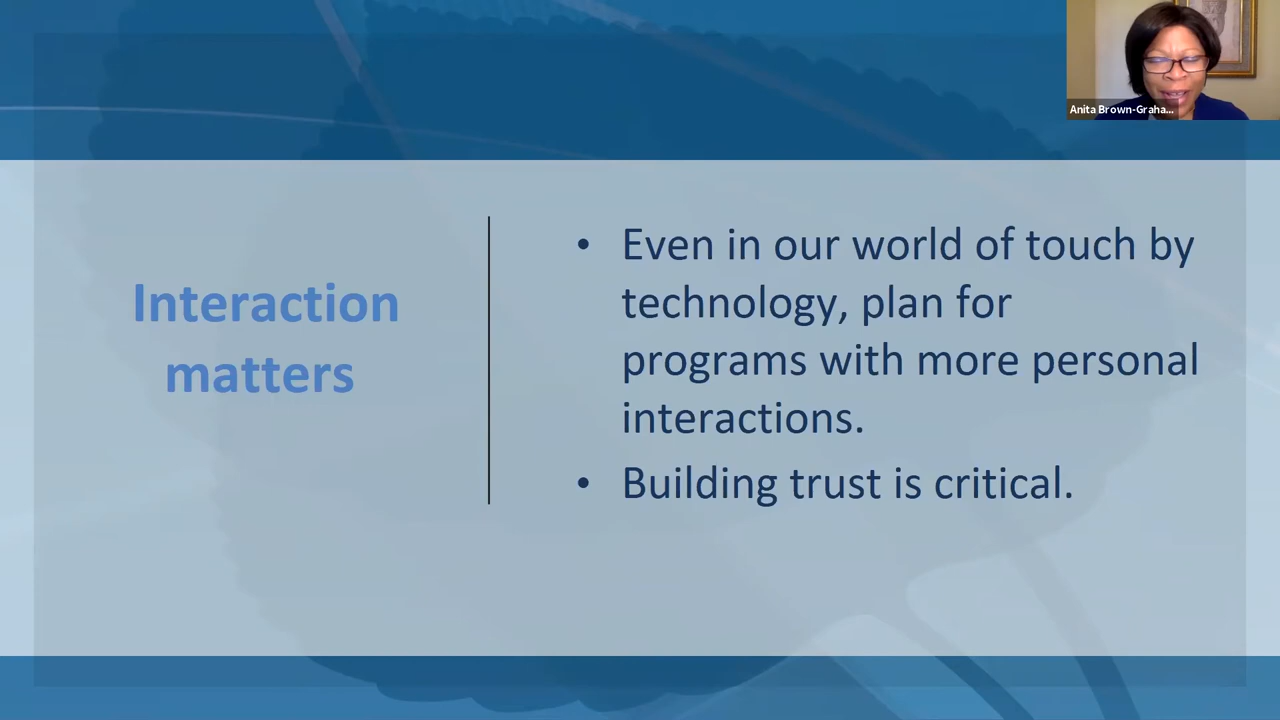 Anita Brown-Graha...
Interaction
matters
• Even in our world of touch by
technology, plan for
programs with more personal
interactions.
• Building trust is critical.